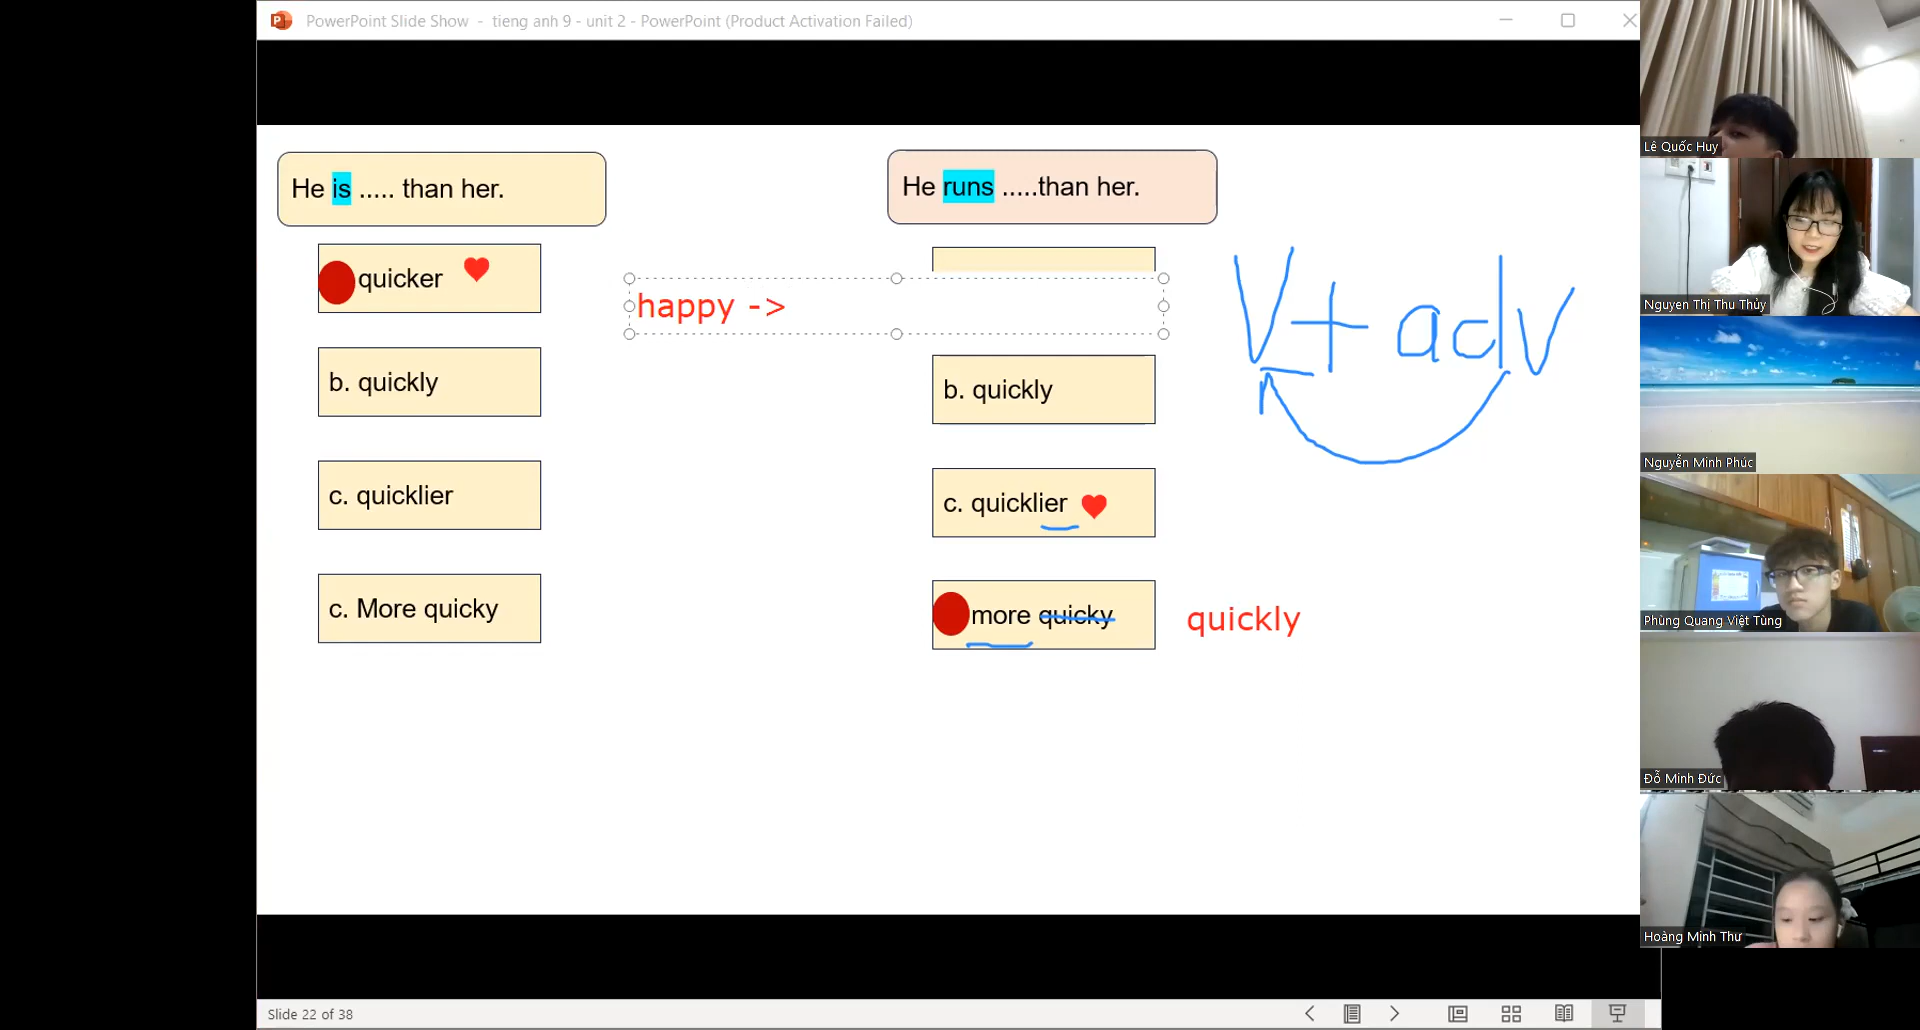 PowerPoint Slide Show - tieng anh 9 - unit 2 - PowerPoint (Product Activation Failed)
He is ..... than her.
quicker
b. quickly
c. quicklier
c. More quicky
happy ->
He runs .....than her.
b. quickly
c. quicklier
more quicky
quickly
V + adv
Lê Quốc Huy
Nguyen Thị Thu Thủy
Nguyễn Minh Phúc
Phùng Quang Việt Tùng
Đỗ Minh Đức
Hoàng Minh Thư
Slide 22 of 38